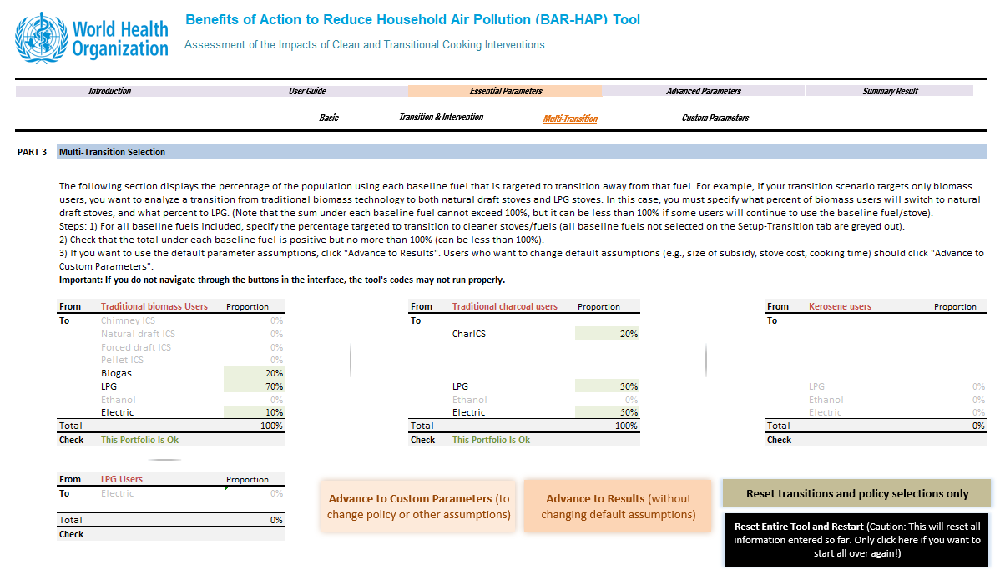 World Health
Organization
Benefits of Action to Reduce Household Air Pollution (BAR-HAP) Tool
Assessment of the Impacts of Clean and Transitional Cooking Interventions
Introduction User Guide Essential Parameters Advanced Parameters Summary Result
Basic Transition & Intervention Multi-Transition Custom Parameters
PART 3 Multi-Transition Selection
The following section displays the percentage of the population using each baseline fuel that is targeted to transition away from that fuel. For example, if your transition scenario targets only biomass
users, you want to analyze a transition from traditional biomass technology to both natural draft stoves and LPG stoves. In this case, you must specify what percent of biomass users will switch to natural
draft stoves, and what percent to LPG. (Note that the sum under each baseline fuel cannot exceed 100%, but it can be less than 100% if some users will continue to use the baseline fuel/stove).
Steps: 1) For all baseline fuels included, specify the percentage targeted to transition to cleaner stoves/fuels (all baseline fuels not selected on the Setup-Transition tab are greyed out).
2) Check that the total under each baseline fuel is positive but no more than 100% (can be less than 100%).
3) If you want to use the default parameter assumptions, click "Advance to Results". Users who want to change default assumptions (e.g., size of subsidy, stove cost, cooking time) should click "Advance to
Custom Parameters".
Important: If you do not navigate through the buttons in the interface, the tool's codes may not run properly.
From Traditional biomass Users Proportion
To Chimney ICS 0%
Natural draft ICS 0%
Forced draft ICS 0%
Pellet ICS 0%
Biogas 20%
LPG 70%
Ethanol 0%
Electric 10%
Total 100%
Check This Portfolio Is Ok
From Traditional charcoal users Proportion
To
CharICS 20%
LPG 30%
Ethanol 0%
Electric 50%
Total 100%
Check This Portfolio Is Ok
From Kerosene users Proportion
To
LPG 0%
Ethanol 0%
Electric 0%
Total 0%
Check
From LPG Users Proportion
To Electric 0%
Total 0%
Check
Advance to Custom Parameters (to
change policy or other assumptions)
Advance to Results (without
changing default assumptions)
Reset transitions and policy selections only
Reset Entire Tool and Restart (Caution: This will reset all
information entered so far. Only click here if you want to
start all over again!)